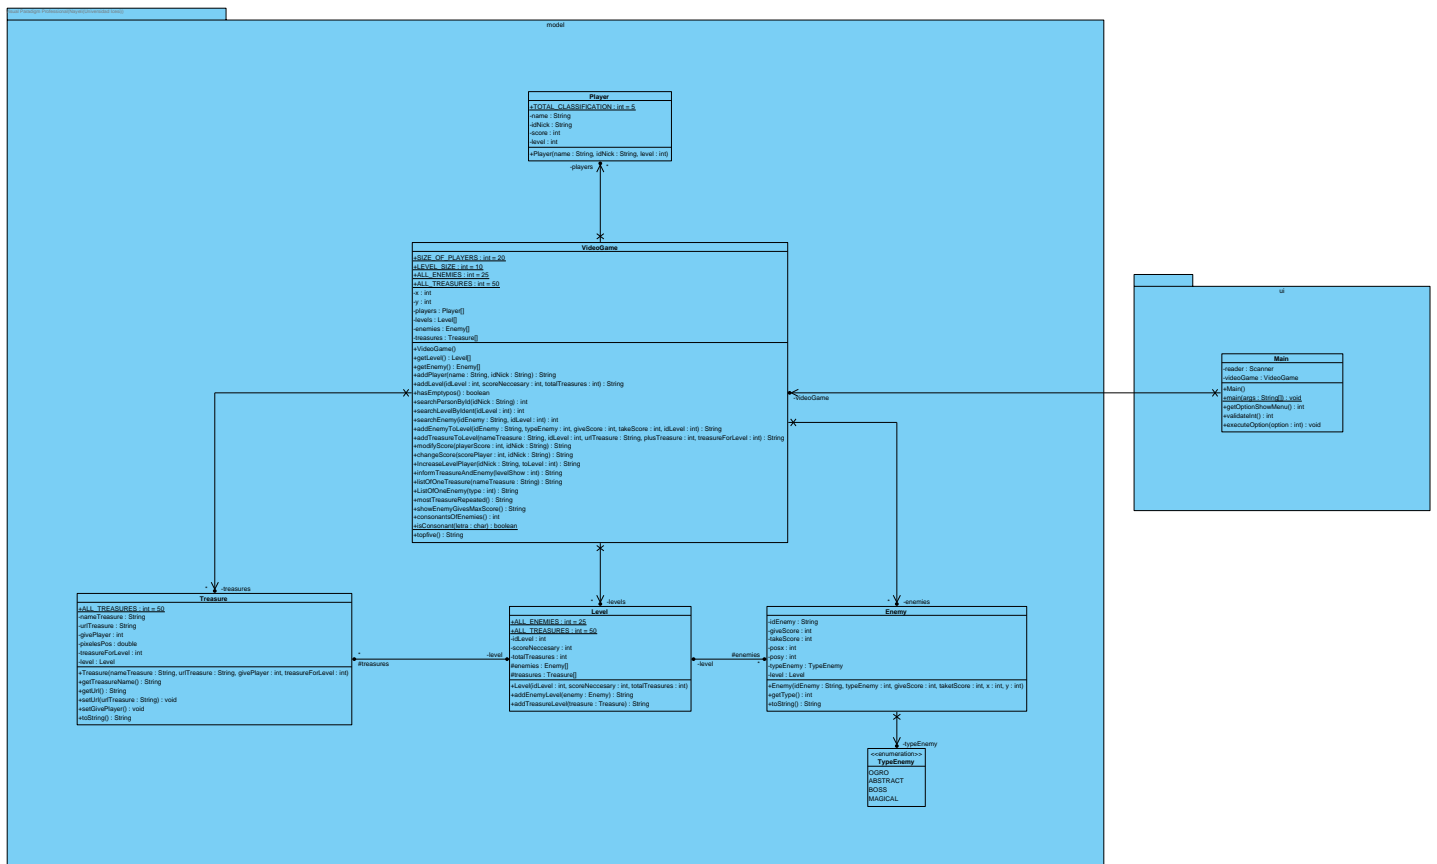 model
Player
+TOTAL_CLASSIFICATION : int = 5
-name : String
-idNick : String
-score : int
-level : int
+Player(name : String, idNick : String, level : int)
-players
*
VideoGame
+SIZE_OF_PLAYERS : int = 20
+LEVEL_SIZE : int = 10
+ALL_ENEMIES : int = 25
+ALL_TREASURES : int = 50
-x : int
-y : int
-players : Player[]
-levels : Level[]
-enemies : Enemy[]
-treasures : Treasure[]
+VideoGame()
+getLevel() : Level[]
+getEnemy() : Enemy[]
+addPlayer(name : String, idNick : String) : String
+addLevel(idLevel : int, scoreNeccesary : int, totalTreasures : int) : String
+hasEmptypos() : boolean
+searchPersonById(idNick : String) : int
+searchLevelByIdent(idLevel : int) : int
+searchEnemy(idEnemy : String, idLevel : int) : int
+addEnemyToLevel(idEnemy : String, typeEnemy : int, giveScore : int, takeScore : int, idLevel : int) : String
+addTreasureToLevel(nameTreasure : String, idLevel : int, urlTreasure : String, plusTreasure : int, treasureForLevel : int) : String
+modifyScore(playerScore : int, idNick : String) : String
+changeScore(scorePlayer : int, idNick : String) : String
+IncreaseLevelPlayer(idNick : String, toLevel : int) : String
+informTreasureAndEnemy(levelShow : int) : String
+listOfOneTreasure(nameTreasure : String) : String
+ListOfOneEnemy(type : int) : String
+mostTreasureRepeated() : String
+showEnemyGivesMaxScore() : String
+consonantsOfEnemies() : int
+isConsonant(letra : char) : boolean
+topfive() : String
-videoGame
ui
Main
-reader : Scanner
-videoGame : VideoGame
+Main()
+main(args : String[]) : void
+getOptionShowMenu() : int
+validateInt() : int
+executeOption(option : int) : void
*
-treasures
Treasure
+ALL_TREASURES : int = 50
-nameTreasure : String
-urlTreasure : String
-givePlayer : int
-pixelesPos : double
-treasureForLevel : int
-level : Level
+Treasure(nameTreasure : String, urlTreasure : String, givePlayer : int, treasureForLevel : int)
+getTreasureName() : String
+getUrl() : String
+setUrl(urlTreasure : String) : void
+setGivePlayer() : void
+toString() : String
*
#treasures
-level
*
-levels
Level
+ALL_ENEMIES : int = 25
+ALL_TREASURES : int = 50
-idLevel : int
-scoreNeccesary : int
-totalTreasures : int
#enemies : Enemy[]
#treasures : Treasure[]
+Level(idLevel : int, scoreNeccesary : int, totalTreasures : int)
+addEnemyLevel(enemy : Enemy) : String
+addTreasureLevel(treasure : Treasure) : String
-level
#enemies
*
*
-enemies
Enemy
-idEnemy : String
-giveScore : int
-takeScore : int
-posx : int
-posy : int
-typeEnemy : TypeEnemy
-level : Level
+Enemy(idEnemy : String, typeEnemy : int, giveScore : int, taketScore : int, x : int, y : int)
+getType() : int
+toString() : String
-typeEnemy
<<enumeration>>
TypeEnemy
OGRO
ABSTRACT
BOSS
MAGICAL